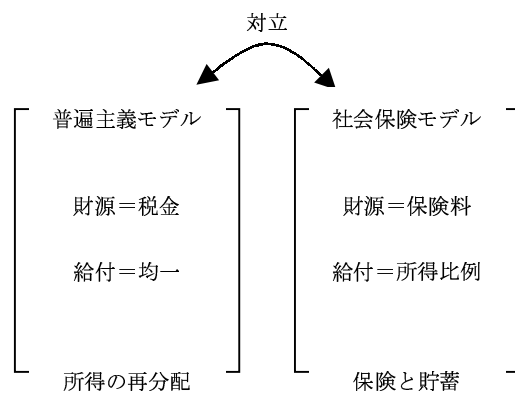 対立
普遍主義モデル
財源＝税金
給付＝均一
所得の再分配
社会保険モデル
財源＝保険料
給付＝所得比例
保険と貯蓄